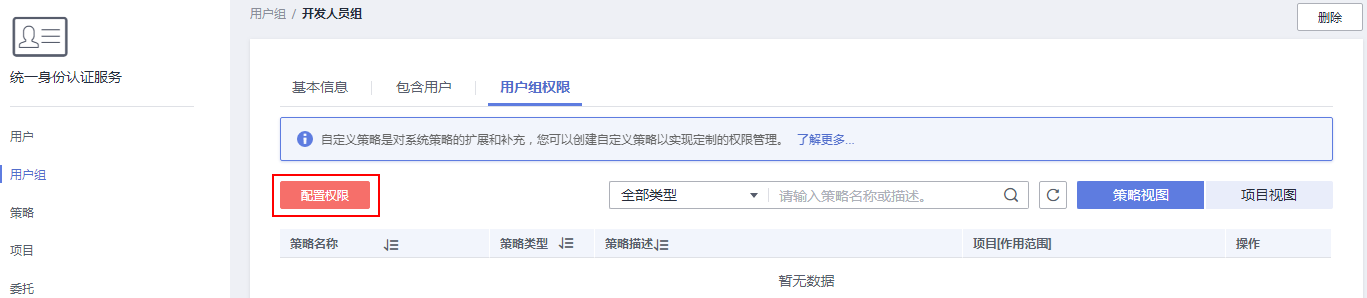 统一身份认证服务
用户
用户组
策略
项目
委托
用户组 / 开发人员组
删除
基本信息 包含用户 用户组权限
自定义策略是对系统策略的扩展和补充，您可以创建自定义策略以实现定制的权限管理。 了解更多...
配置权限 全部类型 请输入策略名称或描述。 策略视图 项目视图
策略名称 策略类型 策略描述 项目[作用范围] 操作
暂无数据